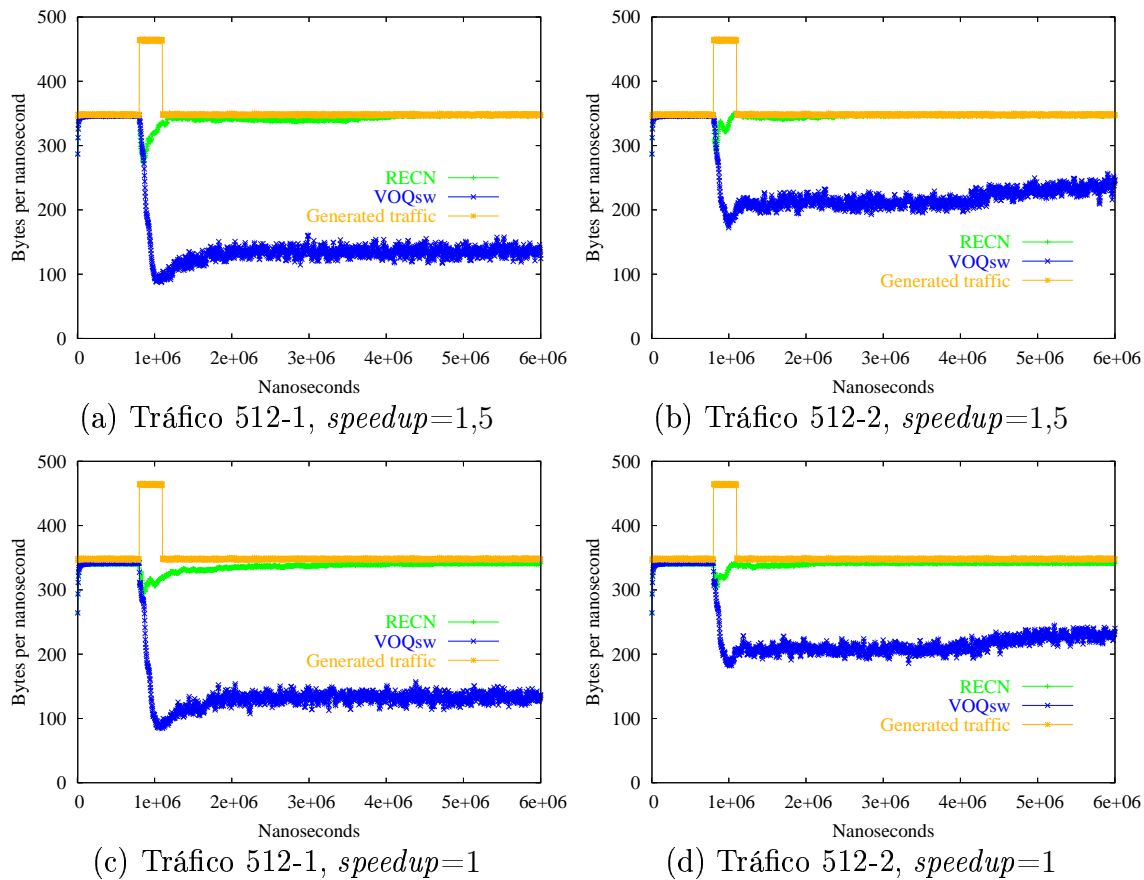 500
400
300
200
100
0
Bytes per nanosecond
0 1e+06 2e+06 3e+06 4e+06 5e+06 6e+06
Nanoseconds
RECN
VOQsw
Generated traffic
(a) Tráfico 512-1, speedup=1,5
500
400
300
200
100
0
Bytes per nanosecond
0 1e+06 2e+06 3e+06 4e+06 5e+06 6e+06
Nanoseconds
RECN
VOQsw
Generated traffic
(b) Tráfico 512-2, speedup=1,5
500
400
300
200
100
0
Bytes per nanosecond
0 1e+06 2e+06 3e+06 4e+06 5e+06 6e+06
Nanoseconds
RECN
VOQsw
Generated traffic
(c) Tráfico 512-1, speedup=1
500
400
300
200
100
0
Bytes per nanosecond
0 1e+06 2e+06 3e+06 4e+06 5e+06 6e+06
Nanoseconds
RECN
VOQsw
Generated traffic
(d) Tráfico 512-2, speedup=1